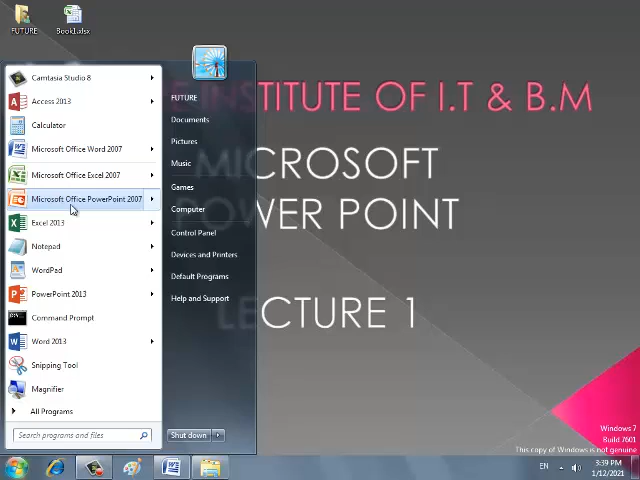 FUTURE
Book1.xlsx
Camtasia Studio 8
Access 2013
Calculator
Microsoft Office Word 2007
Microsoft Office Excel 2007
Microsoft Office PowerPoint 2007
Excel 2013
Notepad
WordPad
PowerPoint 2013
Command Prompt
Word 2013
Snipping Tool
Magnifier
All Programs
Search programs and files
FUTURE
Documents
Pictures
Music
Games
Computer
Control Panel
Devices and Printers
Default Programs
Help and Support
Shut down
INSTITUTE OF I.T & B.M
MICROSOFT
POWER POINT
LECTURE 1
Windows 7
Build 7601
This copy of Windows is not genuine
EN
3:39 PM
1/12/2021